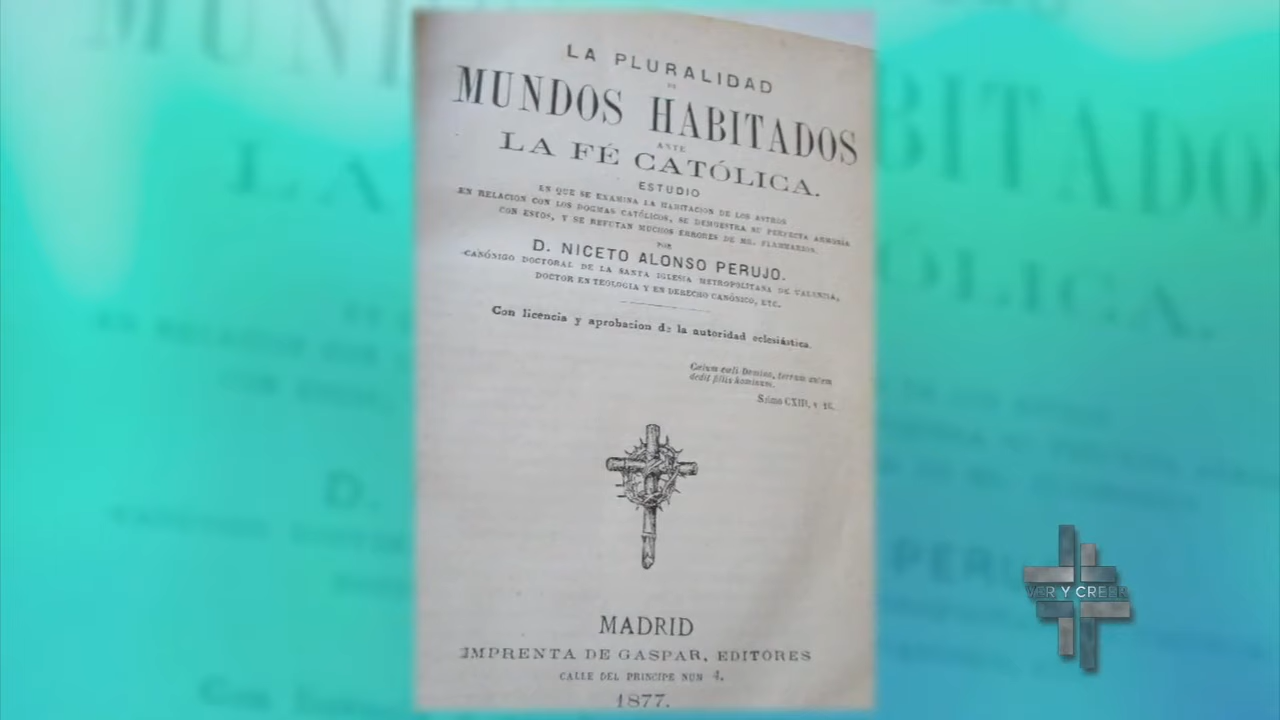 LA PLURALIDAD
DE
MUNDOS HABITADOS
ANTE
LA FÉ CATÓLICA.
ESTUDIO
EN QUE SE EXAMINA LA HABITACION DE LOS ASTROS
EN RELACION CON LOS DOGMAS CATÓLICOS, SE DEMUESTRA SU PERFECTA ARMONÍA
CON ESTOS, Y SE REFUTAN MUCHOS ERRORES DE MR. FLAMMARION.
POR
D. NICETO ALONSO PERUJO.
CANÓNIGO DOCTORAL DE LA SANTA IGLESIA METROPOLITANA DE VALENCIA,
DOCTOR EN TEOLOGIA Y EN DERECHO CANÓNICO, ETC.
Con licencia y aprobacion de la autoridad eclesiástica.
Cœlum cœli Domino, terram autem
dedit filiis hominum.
Salmo CXIII, v. 16.
MADRID
IMPRENTA DE GASPAR, EDITORES
CALLE DEL PRINCIPE NUM 4.
1877.
VER Y CREER